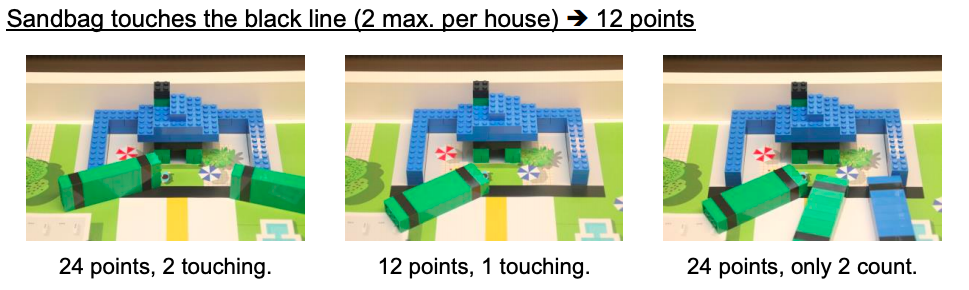 Sandbag touches the black line (2 max. per house) ➔ 12 points
24 points, 2 touching.
12 points, 1 touching.
24 points, only 2 count.